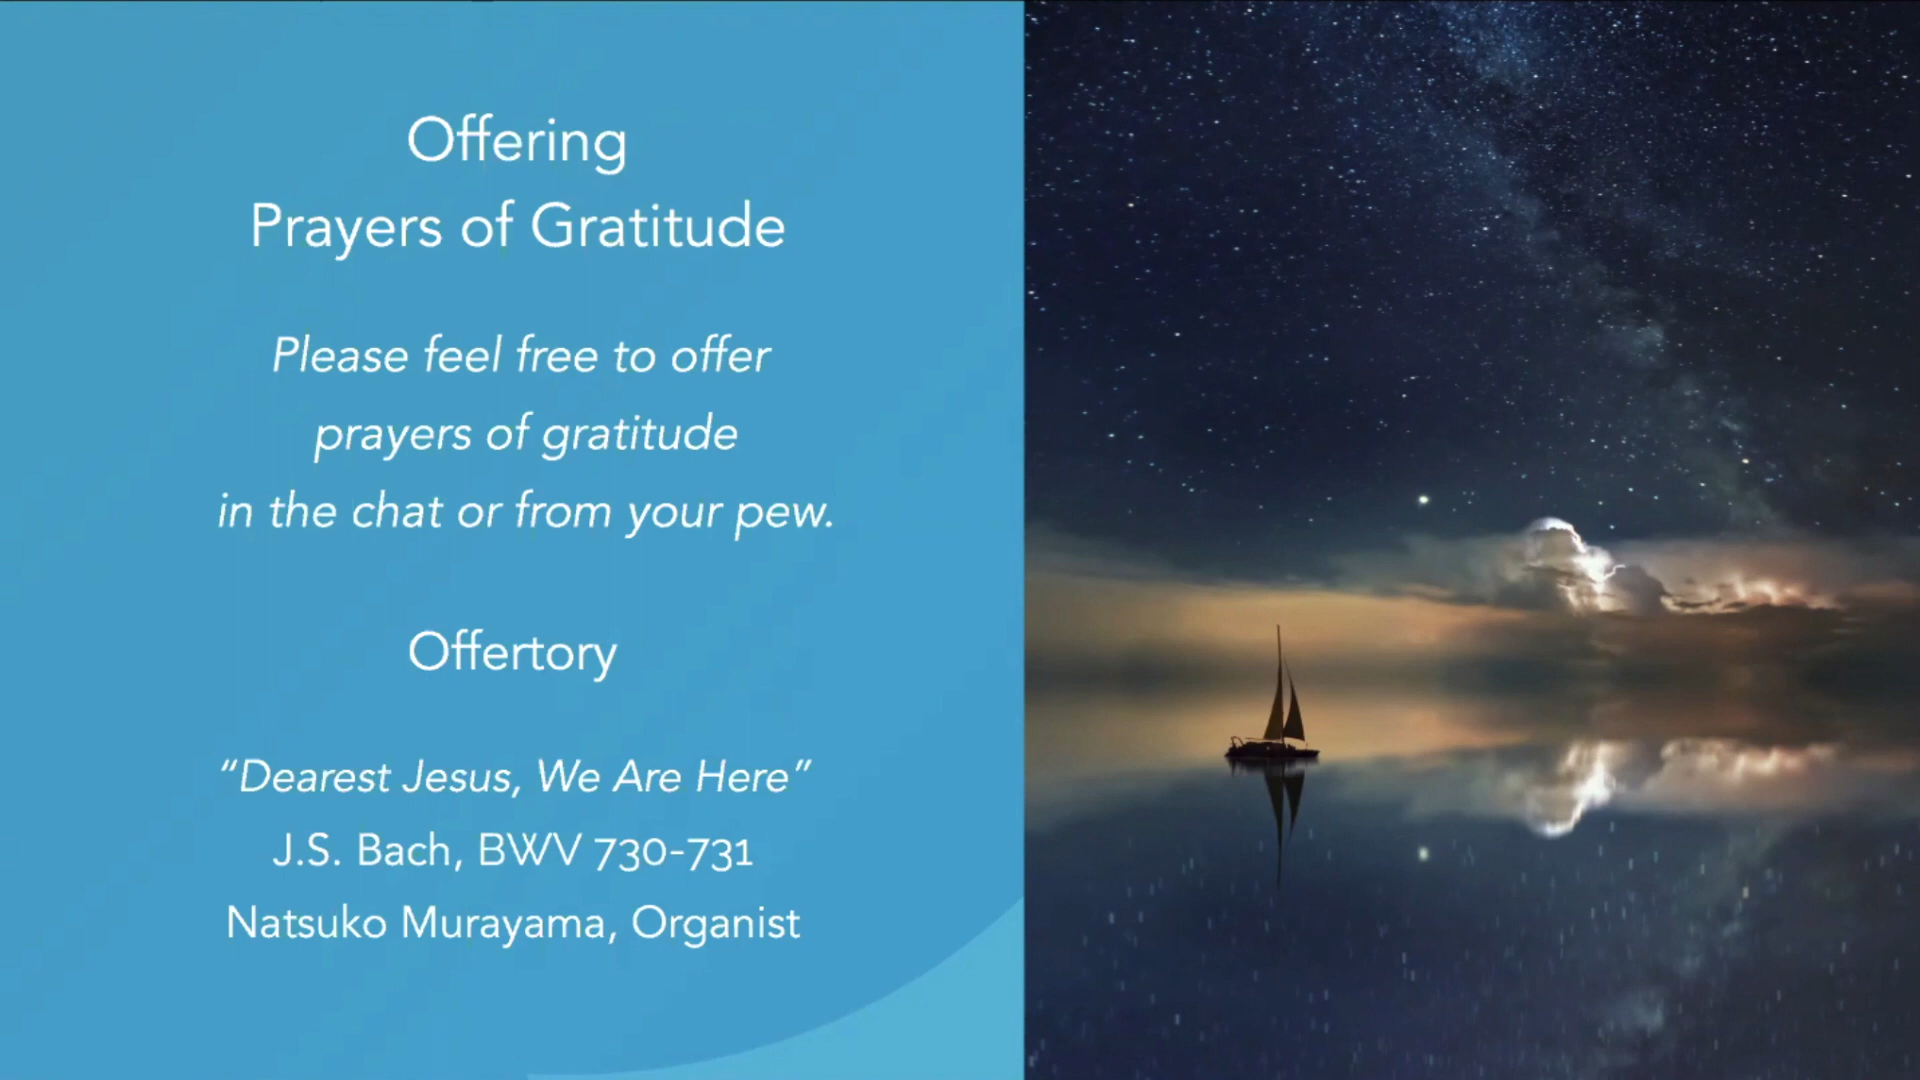 Offering
Prayers of Gratitude
Please feel free to offer
prayers of gratitude
in the chat or from your pew.
Offertory
“Dearest Jesus, We Are Here”
J.S. Bach, BWV 730-731
Natsuko Murayama, Organist